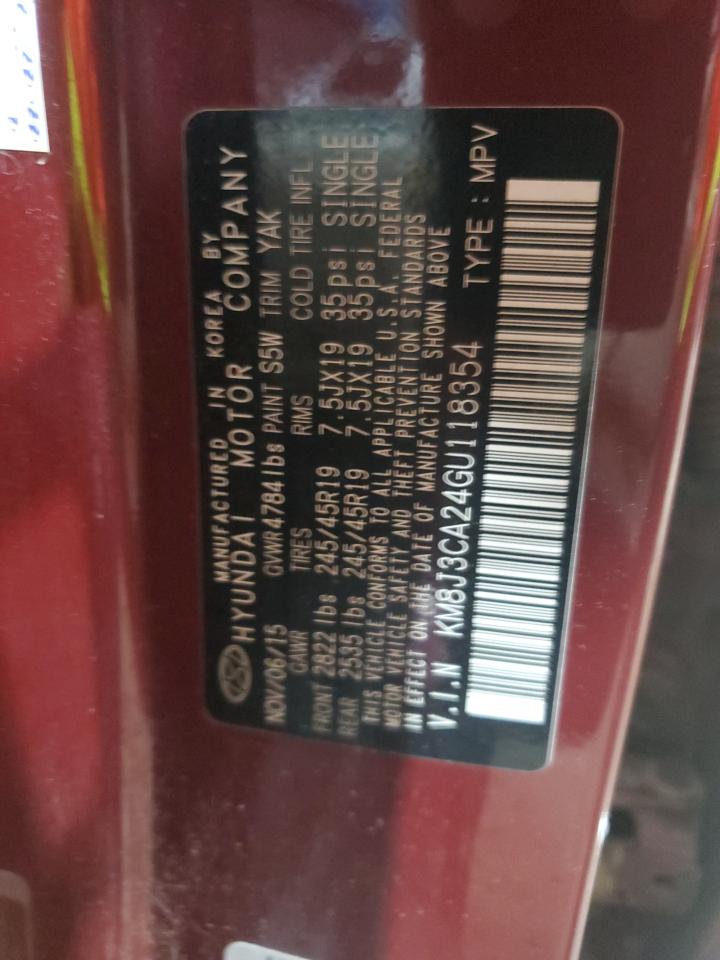 MANUFACTURED IN KOREA BY
HYUNDAI MOTOR COMPANY
NOV/06/15 GVWR 4784lbs PAINT S5W TRIM YAK
GAWR TIRES RIMS COLD TIRE INFL
FRONT 2822 lbs 245/45R19 7.5JX19 35psi SINGLE
REAR 2535 lbs 245/45R19 7.5JX19 35psi SINGLE
THIS VEHICLE CONFORMS TO ALL APPLICABLE U.S.A. FEDERAL
MOTOR VEHICLE SAFETY AND THEFT PREVENTION STANDARDS
IN EFFECT ON THE DATE OF MANUFACTURE SHOWN ABOVE
V.I.N KM8J3CA24GU118354 TYPE : MPV